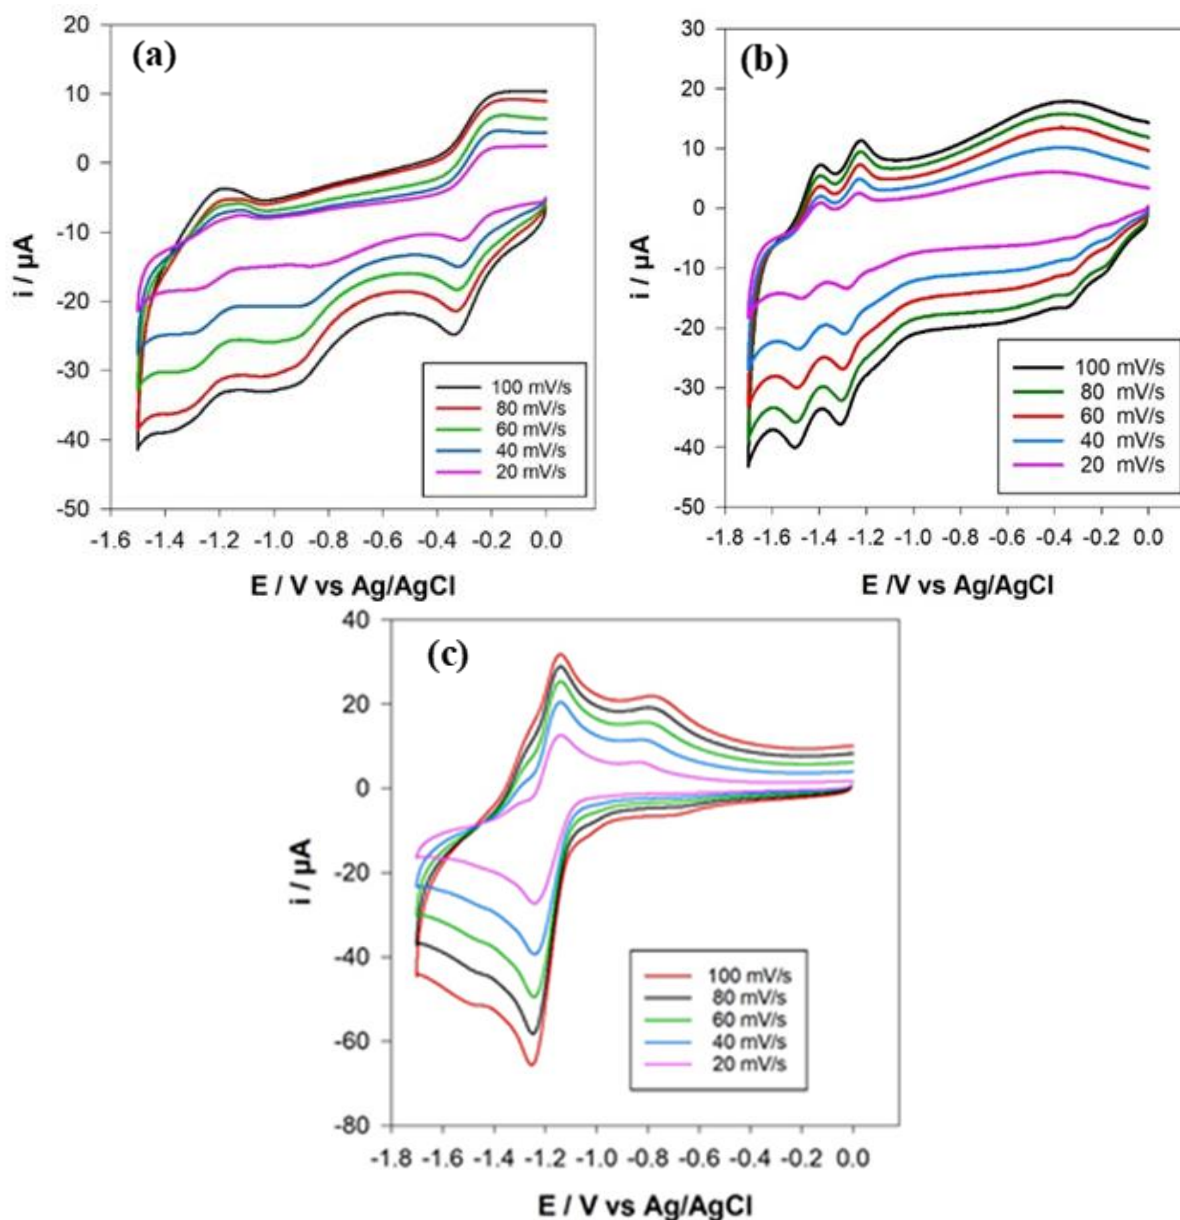 (a)
20
10
0
-10
-20
-30
-40
-50
i / µA
100 mV/s
80 mV/s
60 mV/s
40 mV/s
20 mV/s
-1.6 -1.4 -1.2 -1.0 -0.8 -0.6 -0.4 -0.2 0.0
E / V vs Ag/AgCl
(b)
30
20
10
0
-10
-20
-30
-40
-50
i / µA
100 mV/s
80 mV/s
60 mV/s
40 mV/s
20 mV/s
-1.8 -1.6 -1.4 -1.2 -1.0 -0.8 -0.6 -0.4 -0.2 0.0
E /V vs Ag/AgCl
(c)
40
20
0
-20
-40
-60
-80
i / µA
100 mV/s
80 mV/s
60 mV/s
40 mV/s
20 mV/s
-1.8 -1.6 -1.4 -1.2 -1.0 -0.8 -0.6 -0.4 -0.2 0.0
E / V vs Ag/AgCl